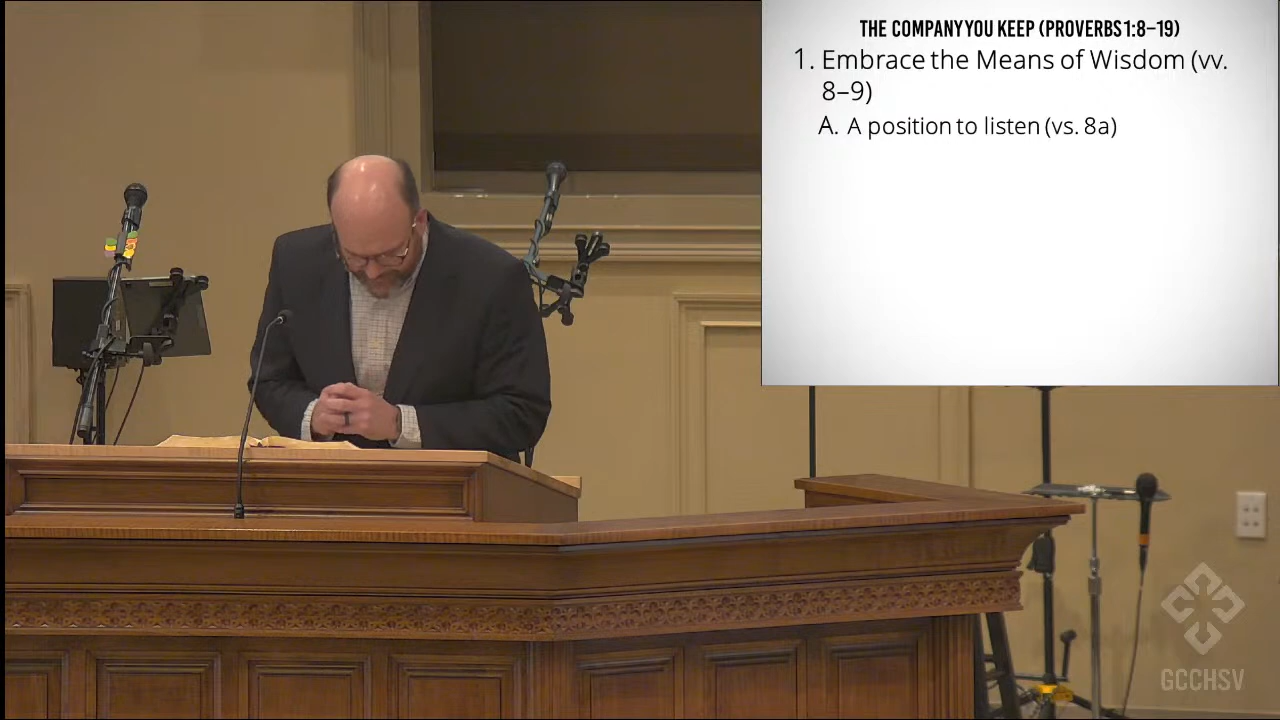 THE COMPANY YOU KEEP (PROVERBS 1:8–19)
1. Embrace the Means of Wisdom (vv.
8–9)
A. A position to listen (vs. 8a)
GCCHSV